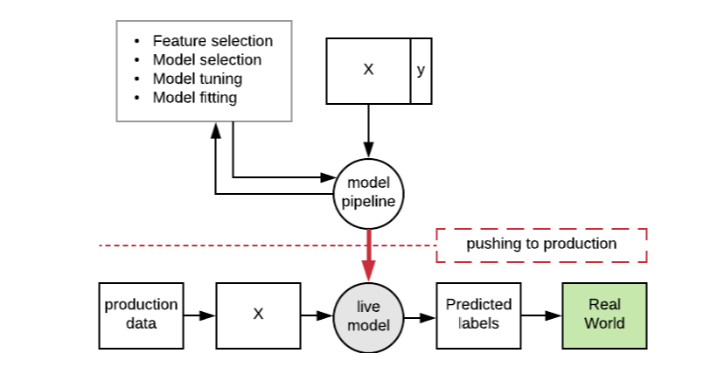 • Feature selection
• Model selection
• Model tuning
• Model fitting
X
y
model
pipeline
pushing to production
production
data
X
live
model
Predicted
labels
Real
World